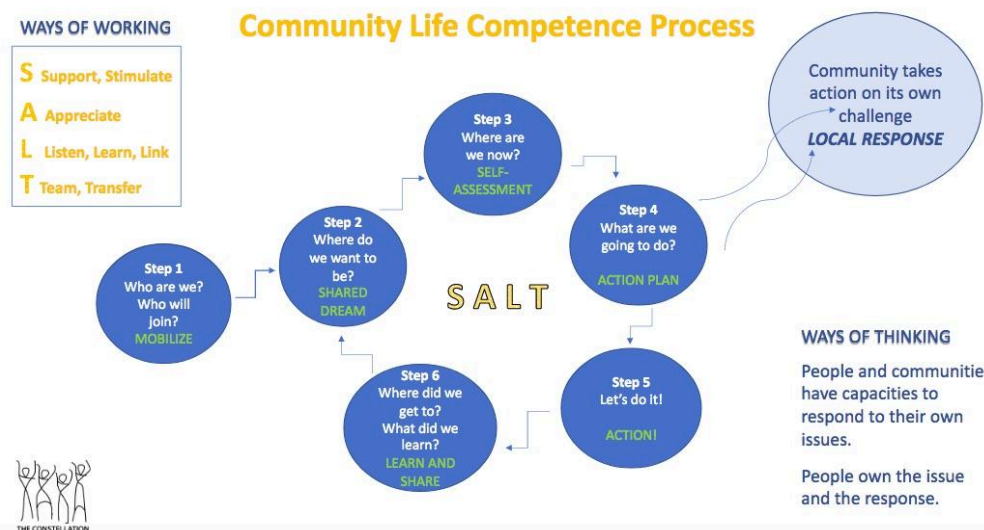 Community Life Competence Process
WAYS OF WORKING
S Support, Stimulate
A Appreciate
L Listen, Learn, Link
T Team, Transfer
Step 1
Who are we?
Who will
join?
MOBILIZE
Step 2
Where do
we want to
be?
SHARED
DREAM
Step 3
Where are
we now?
SELF-
ASSESSMENT
Step 4
What are we
going to do?
ACTION PLAN
Community takes
action on its own
challenge
LOCAL RESPONSE
S A L T
Step 5
Let's do it!
ACTION!
Step 6
Where did we
get to?
What did we
learn?
LEARN AND
SHARE
WAYS OF THINKING
People and communitie
have capacities to
respond to their own
issues.
People own the issue
and the response.
THE CONSTELLATION